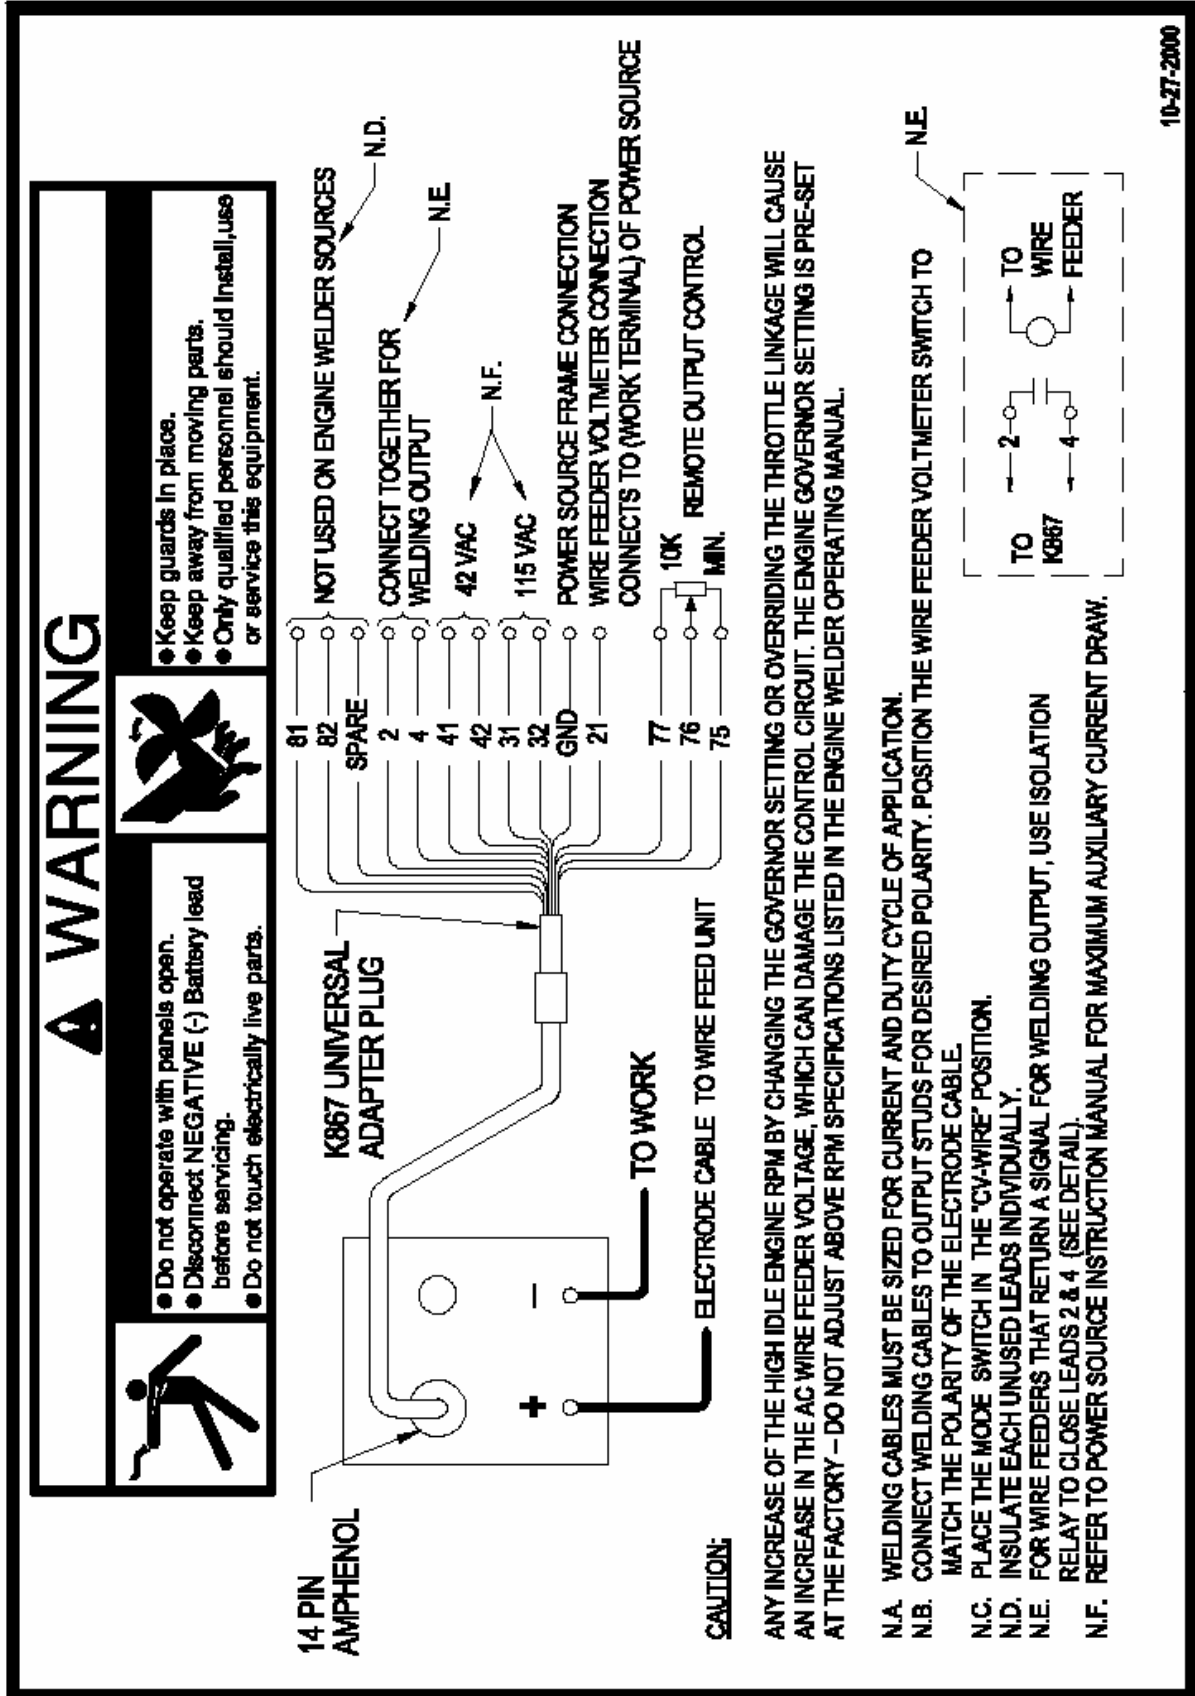 WARNING
● Do not operate with panels open.
● Disconnect NEGATIVE (-) Battery lead
before servicing.
● Do not touch electrically live parts.
● Keep guards in place.
● Keep away from moving parts.
● Only qualified personnel should install,use
or service this equipment.
14 PIN
AMPHENOL
K867 UNIVERSAL
ADAPTER PLUG
81
82
SPARE
NOT USED ON ENGINE WELDER SOURCES
N.D.
2
4
CONNECT TOGETHER FOR
WELDING OUTPUT
N.E.
41
42
42 VAC
31
32
115 VAC
N.F.
GND
POWER SOURCE FRAME CONNECTION
21
WIRE FEEDER VOLTMETER CONNECTION
CONNECTS TO (WORK TERMINAL) OF POWER SOURCE
77
76
75
10K
MIN.
REMOTE OUTPUT CONTROL
+
−
TO WORK
ELECTRODE CABLE TO WIRE FEED UNIT
CAUTION:
ANY INCREASE OF THE HIGH IDLE ENGINE RPM BY CHANGING THE GOVERNOR SETTING OR OVERRIDING THE THROTTLE LINKAGE WILL CAUSE
AN INCREASE IN THE AC WIRE FEEDER VOLTAGE, WHICH CAN DAMAGE THE CONTROL CIRCUIT. THE ENGINE GOVERNOR SETTING IS PRE-SET
AT THE FACTORY – DO NOT ADJUST ABOVE RPM SPECIFICATIONS LISTED IN THE ENGINE WELDER OPERATING MANUAL.
N.A. WELDING CABLES MUST BE SIZED FOR CURRENT AND DUTY CYCLE OF APPLICATION.
N.B. CONNECT WELDING CABLES TO OUTPUT STUDS FOR DESIRED POLARITY. POSITION THE WIRE FEEDER VOLTMETER SWITCH TO
MATCH THE POLARITY OF THE ELECTRODE CABLE.
N.C. PLACE THE MODE SWITCH IN THE "CV-WIRE" POSITION.
N.D. INSULATE EACH UNUSED LEADS INDIVIDUALLY.
N.E. FOR WIRE FEEDERS THAT RETURN A SIGNAL FOR WELDING OUTPUT, USE ISOLATION
RELAY TO CLOSE LEADS 2 & 4 (SEE DETAIL).
N.F. REFER TO POWER SOURCE INSTRUCTION MANUAL FOR MAXIMUM AUXILIARY CURRENT DRAW.
N.E.
TO
K867
2
4
TO
WIRE
FEEDER
10-27-2000